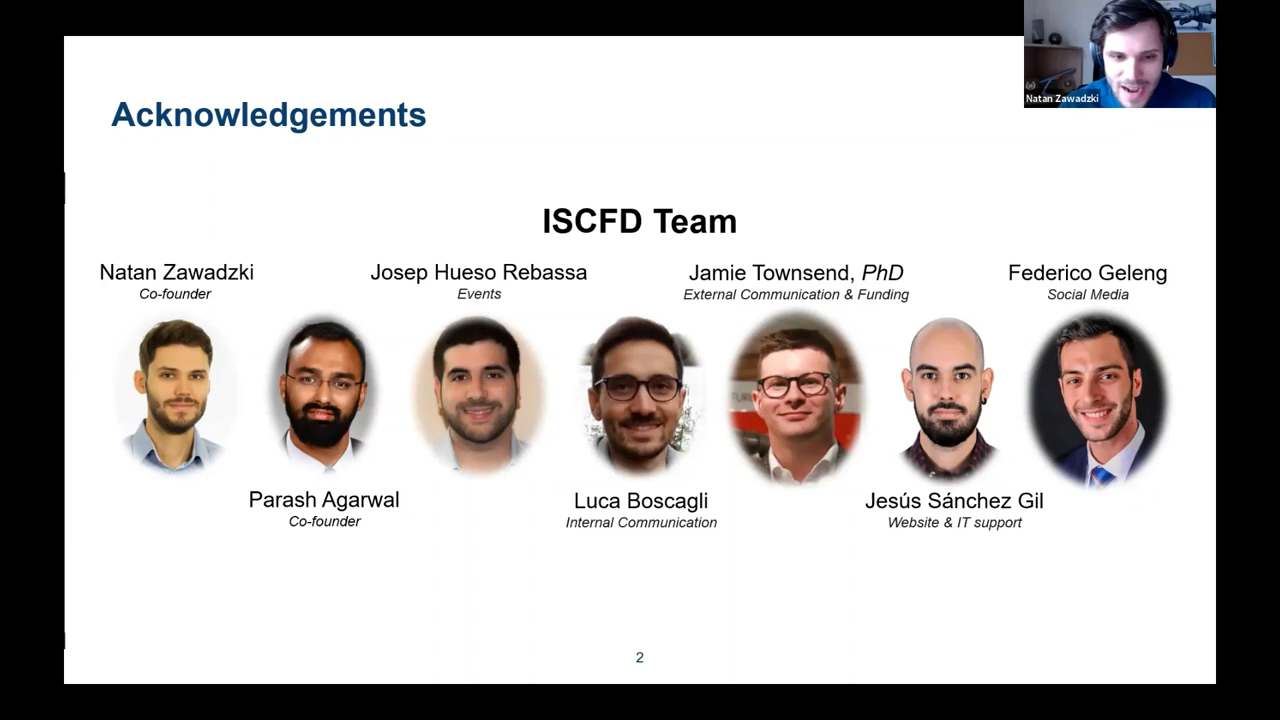 Natan Zawadzki
Acknowledgements
ISCFD Team
Natan Zawadzki
Co-founder
Josep Hueso Rebassa
Events
Jamie Townsend, PhD
External Communication & Funding
Federico Geleng
Social Media
Parash Agarwal
Co-founder
Luca Boscagli
Internal Communication
Jesús Sánchez Gil
Website & IT support
2